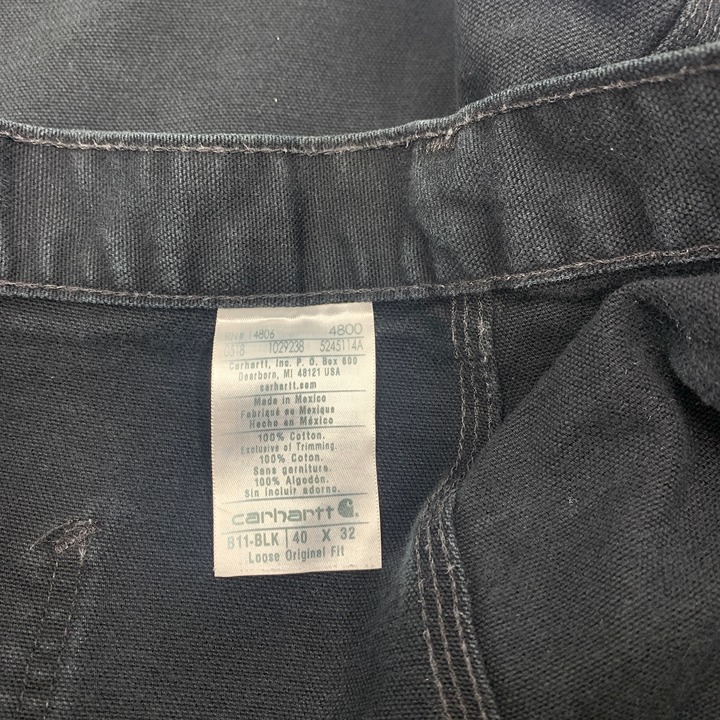 RN# 14806 4800
0518 1029238 5245114A
Carhartt, Inc. P. O. Box 600
Dearborn, MI 48121 USA
carhartt.com
Made in Mexico
Fabriqué au Mexique
Hecho en México
100% Cotton.
Exclusive of Trimming.
100% Coton.
Sans garniture.
100% Algodón.
Sin incluir adorno.
carhartt
B11-BLK 40 X 32
Loose Original Fit